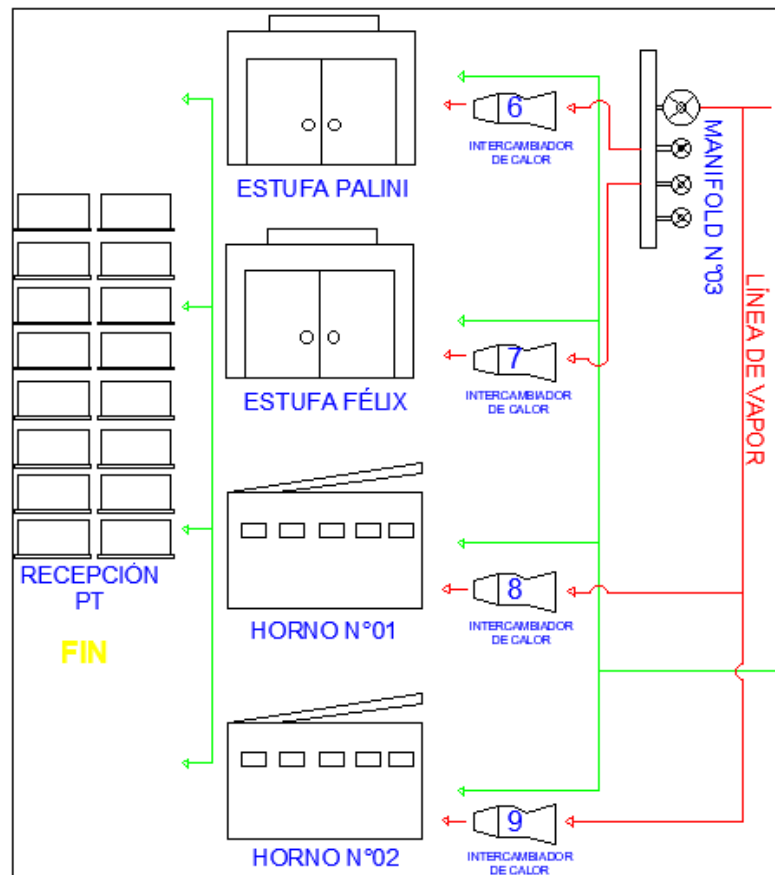 6
INTERCAMBIADOR
DE CALOR
ESTUFA PALINI
MANIFOLD N°03
7
INTERCAMBIADOR
DE CALOR
ESTUFA FÉLIX
LÍNEA DE VAPOR
8
INTERCAMBIADOR
DE CALOR
HORNO N°01
RECEPCIÓN
PT
FIN
9
INTERCAMBIADOR
DE CALOR
HORNO N°02